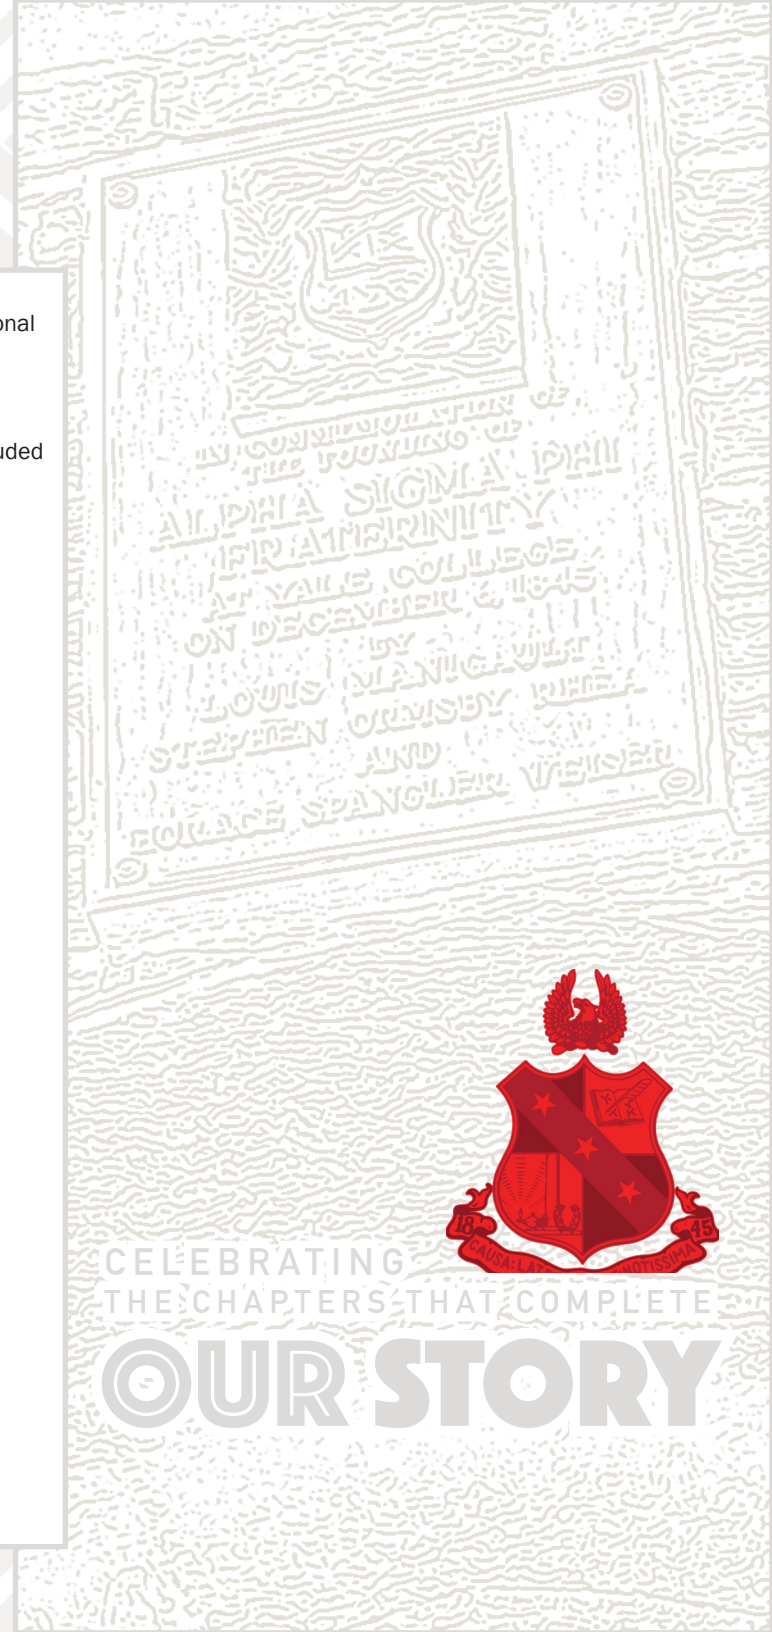 onal
uded
IN COMMEMORATION OF
THE FOUNDING OF
ALPHA SIGMA PHI
FRATERNITY
AT YALE COLLEGE
ON DECEMBER 6, 1845
BY
LOUIS MANIGAULT
STEPHEN ORMSBY RHEA
AND
HORACE SPANGLER WEISER
18 45
CAUSA: LAT NOTISSIMA
CELEBRATING
THE CHAPTERS THAT COMPLETE
OUR STORY